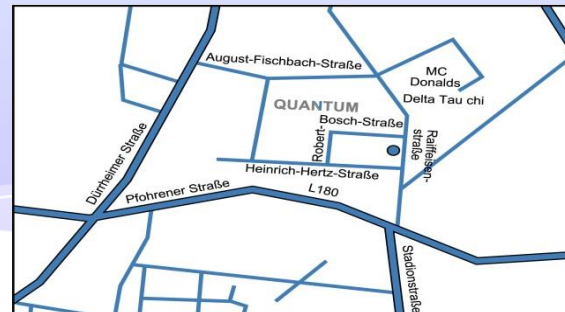 August-Fischbach-Straße
MC
Donalds
Delta Tau chi
QUANTUM
Bosch-Straße
Robert-
Raiffeisen-
straße
Heinrich-Hertz-Straße
Dürrheimer Straße
Pfohrener Straße
L180
Stadionstraße